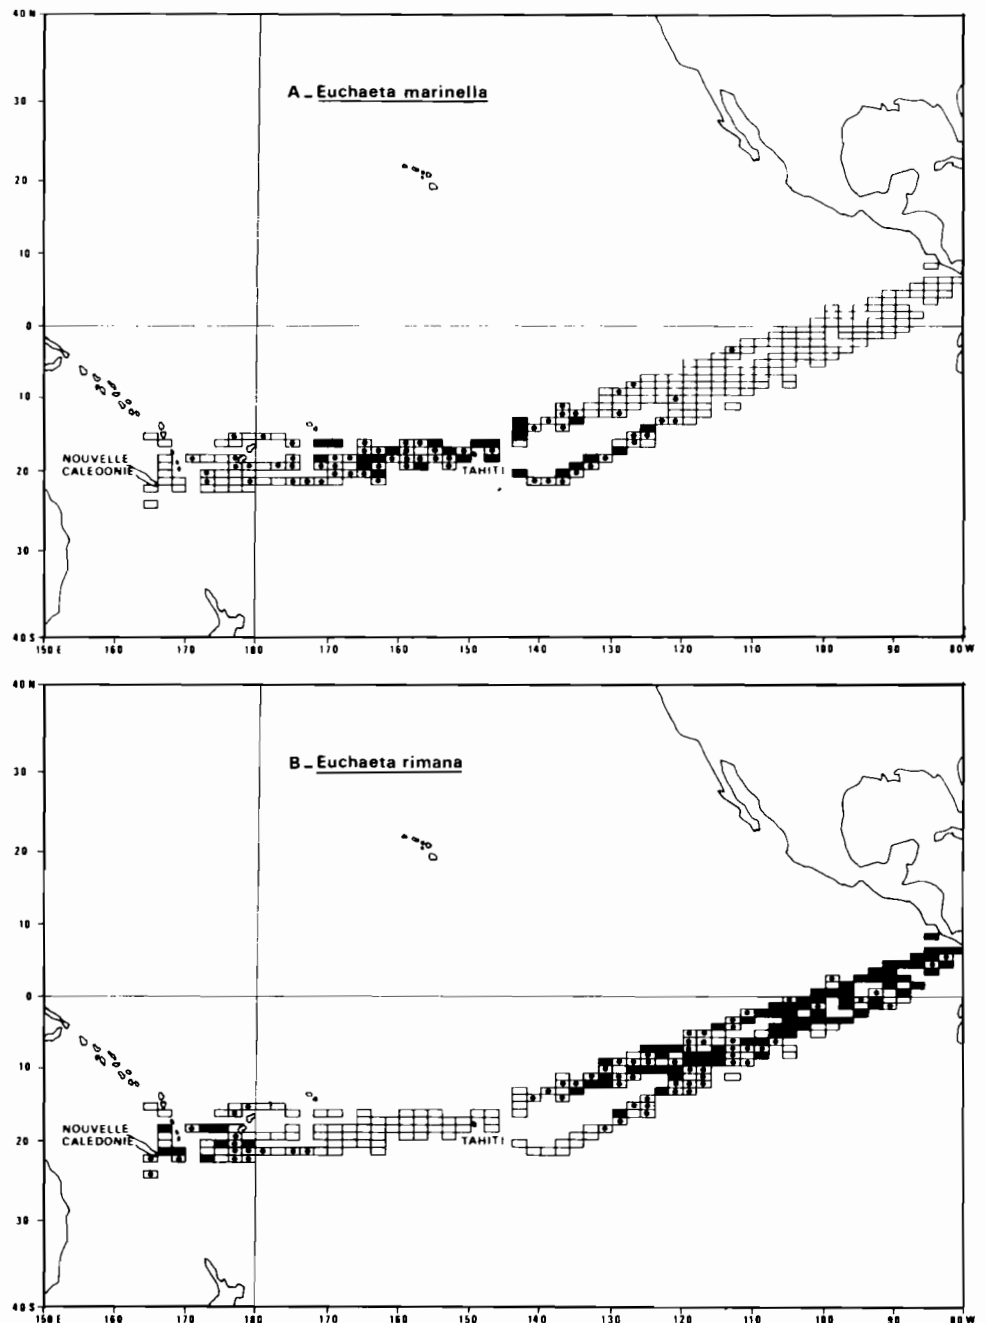 40 N
A _ Euchaeta marinella
30
20
10
0
10
NOUVELLE
CALEDONIE
20
TAHITI
30
40 S
150 E 160 170 180 170 160 150 140 130 120 110 100 90 80 W
40 N
B _ Euchaeta rimana
30
20
10
0
10
NOUVELLE
CALEDONIE
20
TAHITI
30
40 S
150 E 160 170 180 170 160 150 140 130 120 110 100 90 80 W